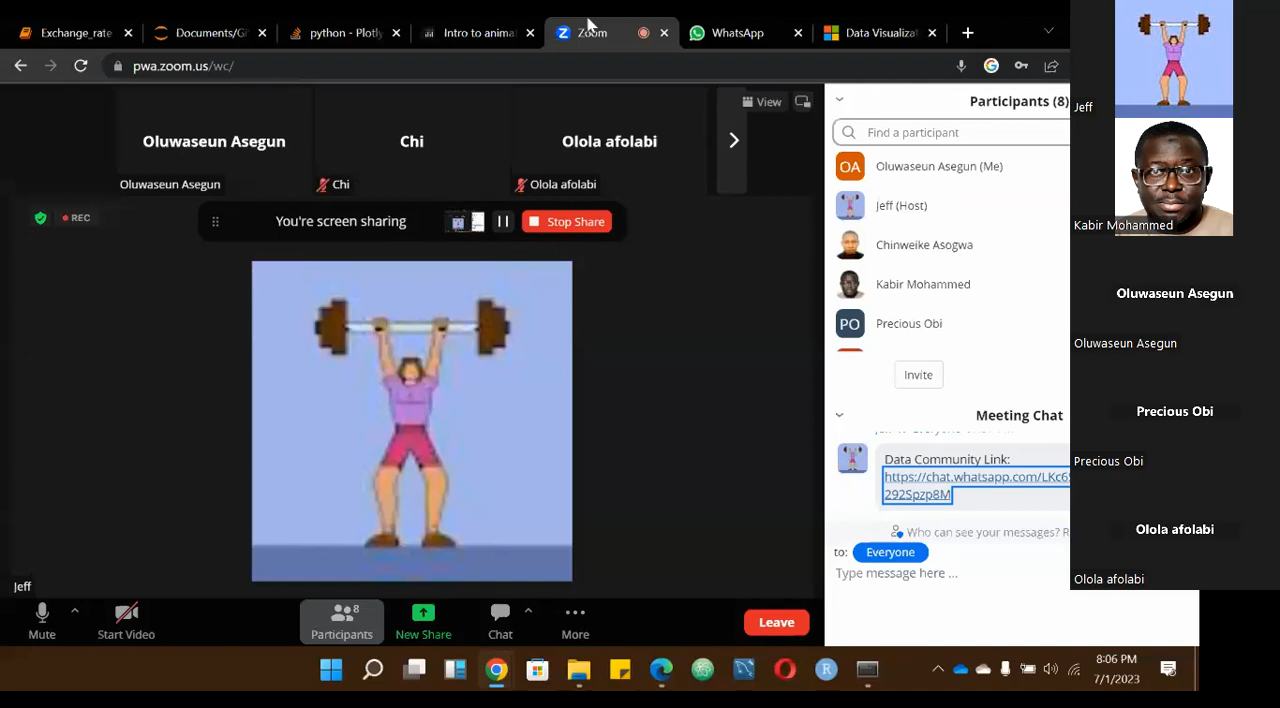 Exchange_rate
Documents/G
python - Plotly
Intro to anima
Zoom
WhatsApp
Data Visualiza
pwa.zoom.us/wc/
View
Oluwaseun Asegun
Chi
Olola afolabi
Oluwaseun Asegun
Chi
Olola afolabi
REC
You're screen sharing
Stop Share
Jeff
Participants (8)
Find a participant
OA
Oluwaseun Asegun (Me)
Jeff (Host)
Chinweike Asogwa
Kabir Mohammed
PO
Precious Obi
Invite
Meeting Chat
Data Community Link:
https://chat.whatsapp.com/LKc6
292Spzp8M
Who can see your messages? R
to:
Everyone
Type message here ...
Jeff
Kabir Mohammed
Oluwaseun Asegun
Oluwaseun Asegun
Precious Obi
Precious Obi
Olola afolabi
Olola afolabi
Mute
Start Video
8
Participants
New Share
Chat
More
Leave
R
8:06 PM
7/1/2023